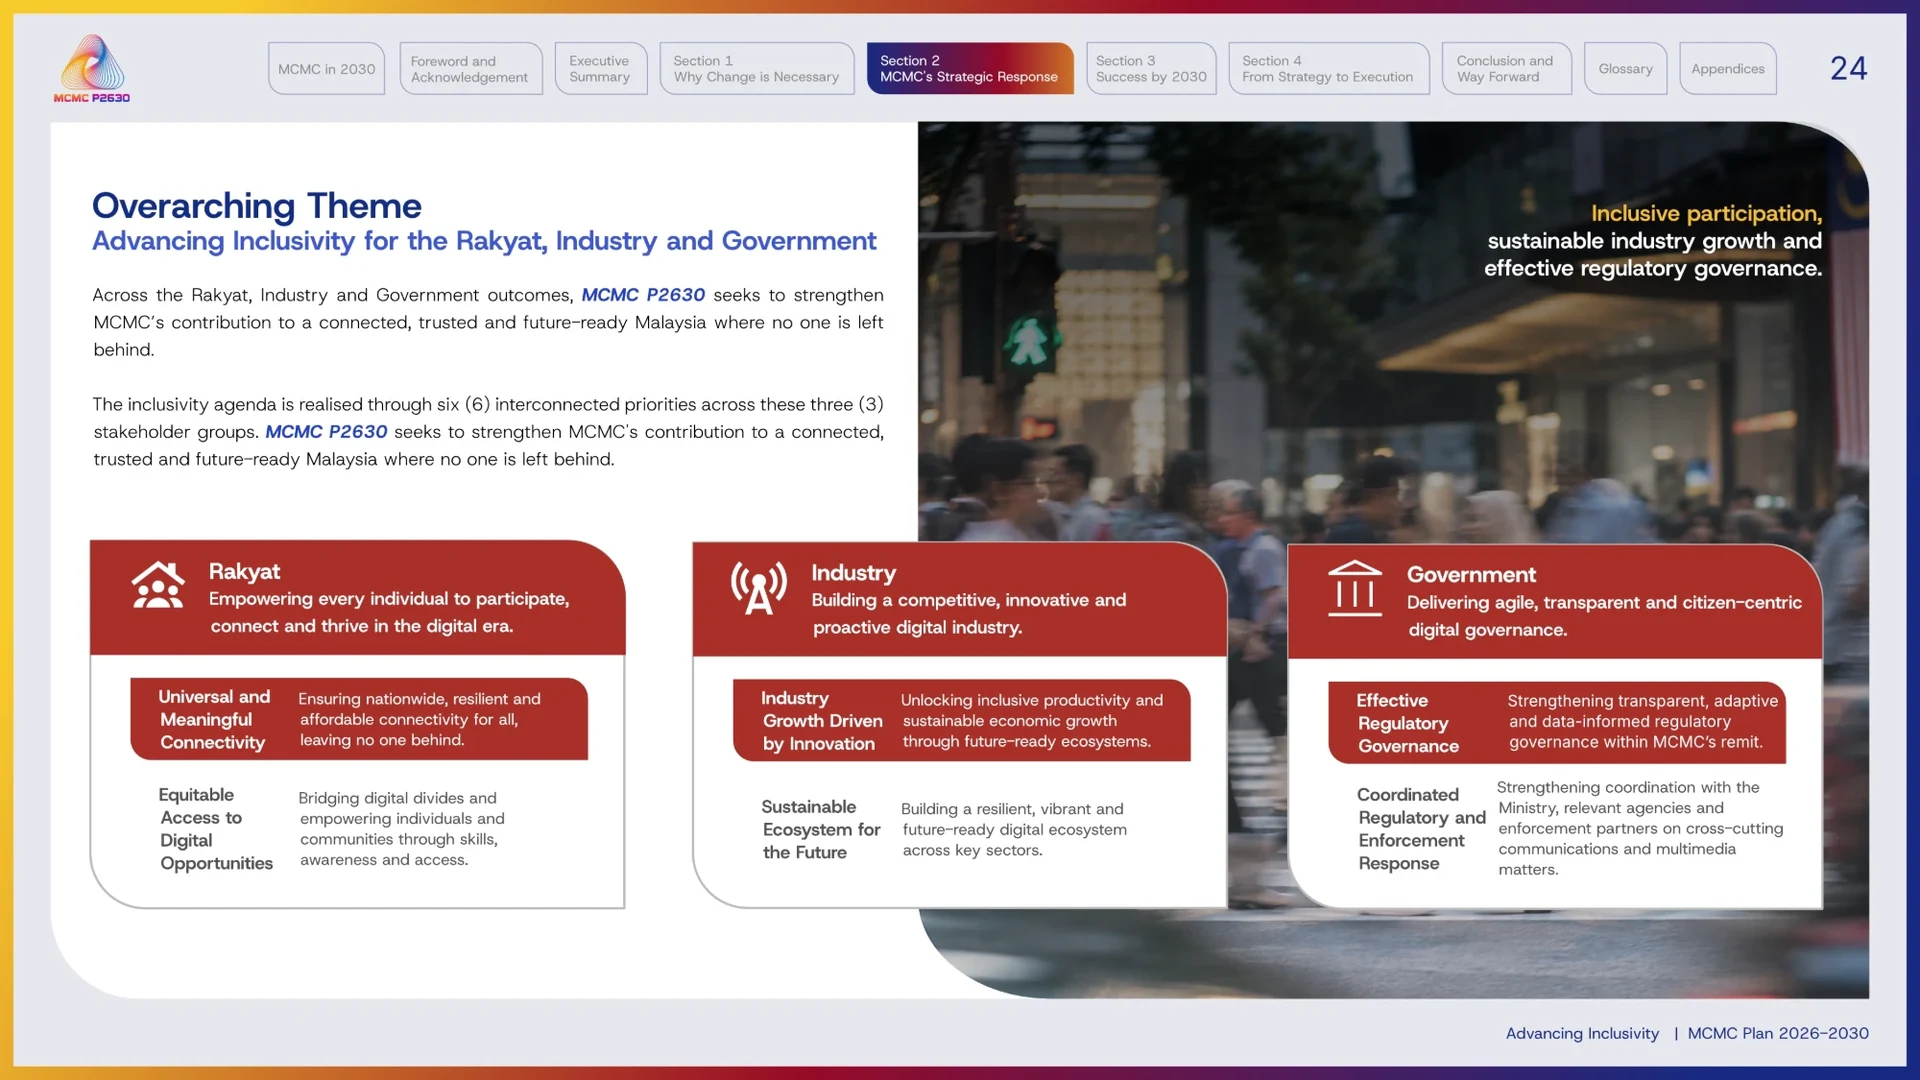 MCMC P2630
MCMC in 2030
Foreword and
Acknowledgement
Executive
Summary
Section 1
Why Change is Necessary
Section 2
MCMC's Strategic Response
Section 3
Success by 2030
Section 4
From Strategy to Execution
Conclusion and
Way Forward
Glossary
Appendices
24
Overarching Theme
Advancing Inclusivity for the Rakyat, Industry and Government
Across the Rakyat, Industry and Government outcomes, MCMC P2630 seeks to strengthen
MCMC's contribution to a connected, trusted and future-ready Malaysia where no one is left
behind.
The inclusivity agenda is realised through six (6) interconnected priorities across these three (3)
stakeholder groups. MCMC P2630 seeks to strengthen MCMC's contribution to a connected,
trusted and future-ready Malaysia where no one is left behind.
Inclusive participation,
sustainable industry growth and
effective regulatory governance.
Rakyat
Empowering every individual to participate,
connect and thrive in the digital era.
Universal and
Meaningful
Connectivity
Ensuring nationwide, resilient and
affordable connectivity for all,
leaving no one behind.
Equitable
Access to
Digital
Opportunities
Bridging digital divides and
empowering individuals and
communities through skills,
awareness and access.
Industry
Building a competitive, innovative and
proactive digital industry.
Industry
Growth Driven
by Innovation
Unlocking inclusive productivity and
sustainable economic growth
through future-ready ecosystems.
Sustainable
Ecosystem for
the Future
Building a resilient, vibrant and
future-ready digital ecosystem
across key sectors.
Government
Delivering agile, transparent and citizen-centric
digital governance.
Effective
Regulatory
Governance
Strengthening transparent, adaptive
and data-informed regulatory
governance within MCMC's remit.
Coordinated
Regulatory and
Enforcement
Response
Strengthening coordination with the
Ministry, relevant agencies and
enforcement partners on cross-cutting
communications and multimedia
matters.
Advancing Inclusivity | MCMC Plan 2026-2030